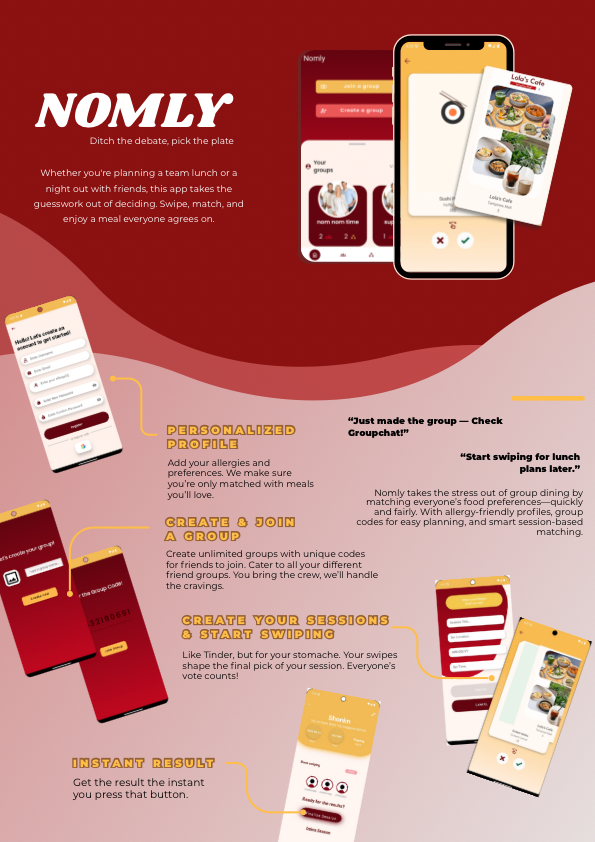 NOMLY
Ditch the debate, pick the plate
Whether you're planning a team lunch or a
night out with friends, this app takes the
guesswork out of deciding. Swipe, match, and
enjoy a meal everyone agrees on.
Nomly
Join a group
Create a group
Your
groups
nom nom time
2
2
Lola's Cafe
Lola's Cafe
Hello! Let's create an
account to get started!
Register
PERSONALIZED
PROFILE
Add your allergies and
preferences. We make sure
you're only matched with meals
you'll love.
“Just made the group — Check
Groupchat!”
“Start swiping for lunch
plans later.”
Nomly takes the stress out of group dining by
matching everyone's food preferences—quickly
and fairly. With allergy-friendly profiles, group
codes for easy planning, and smart session-based
matching.
Let's create your group!
Create now
the Group Code:
CREATE & JOIN
A GROUP
Create unlimited groups with unique codes
for friends to join. Cater to all your different
friend groups. You bring the crew, we'll handle
the cravings.
CREATE YOUR SESSIONS
& START SWIPING
Like Tinder, but for your stomache. Your swipes
shape the final pick of your session. Everyone's
vote counts!
INSTANT RESULT
Get the result the instant
you press that button.
Ready for the results?
Select Session